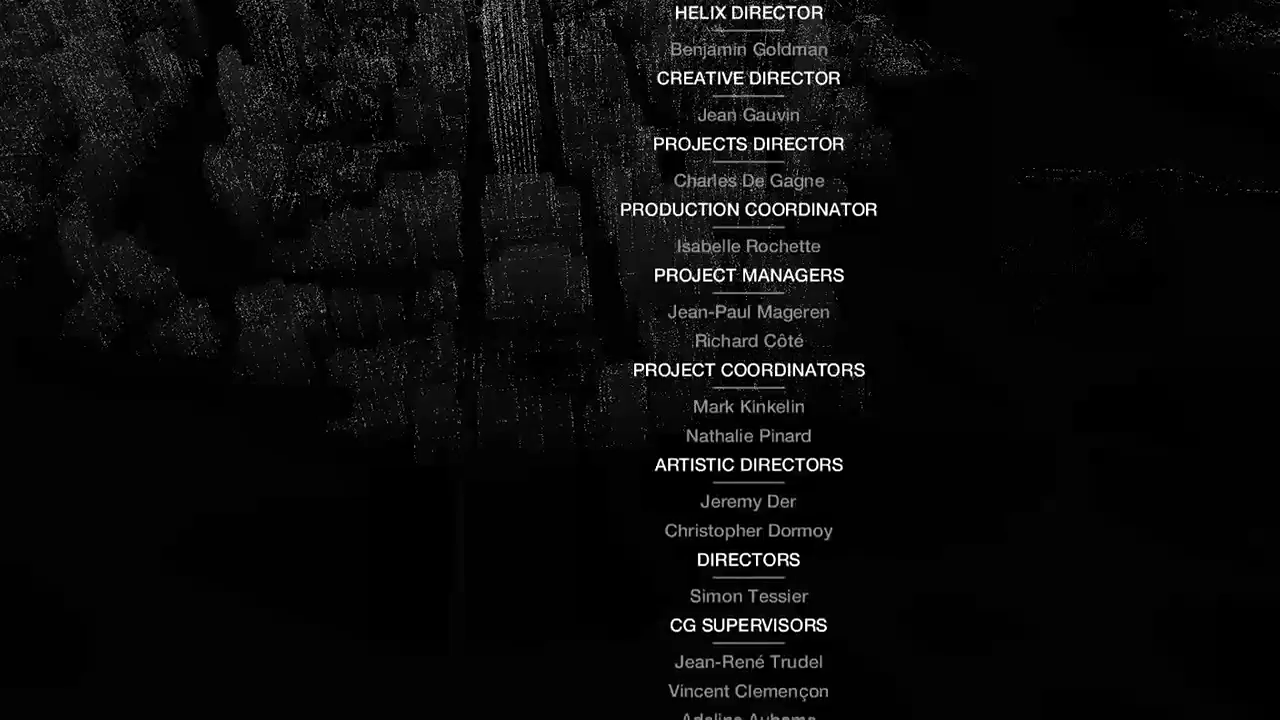 HELIX DIRECTOR
Benjamin Goldman
CREATIVE DIRECTOR
Jean Gauvin
PROJECTS DIRECTOR
Charles De Gagne
PRODUCTION COORDINATOR
Isabelle Rochette
PROJECT MANAGERS
Jean-Paul Mageren
Richard Côté
PROJECT COORDINATORS
Mark Kinkelin
Nathalie Pinard
ARTISTIC DIRECTORS
Jeremy Der
Christopher Dormoy
DIRECTORS
Simon Tessier
CG SUPERVISORS
Jean-René Trudel
Vincent Clemençon